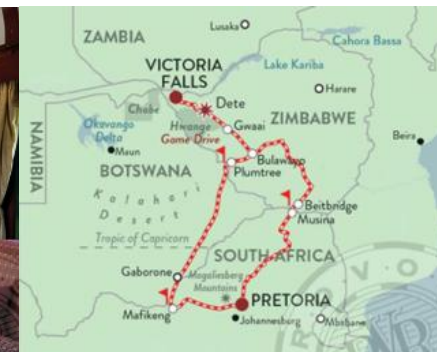 Lusaka
ZAMBIA
Cahora Bassa
VICTORIA
FALLS
Lake Kariba
Harare
Dete
Chobe
Okavango
Delta
Hwange
Game Drive
Gwaai
ZIMBABWE
NAMIBIA
Maun
Beira
Bulawayo
BOTSWANA
Plumtree
Kalahari
Desert
Beitbridge
Musina
Tropic of Capricorn
SOUTH AFRICA
Gaborone
Magaliesberg
Mountains
PRETORIA
Mafikeng
Johannesburg
Mbabane
ROVO